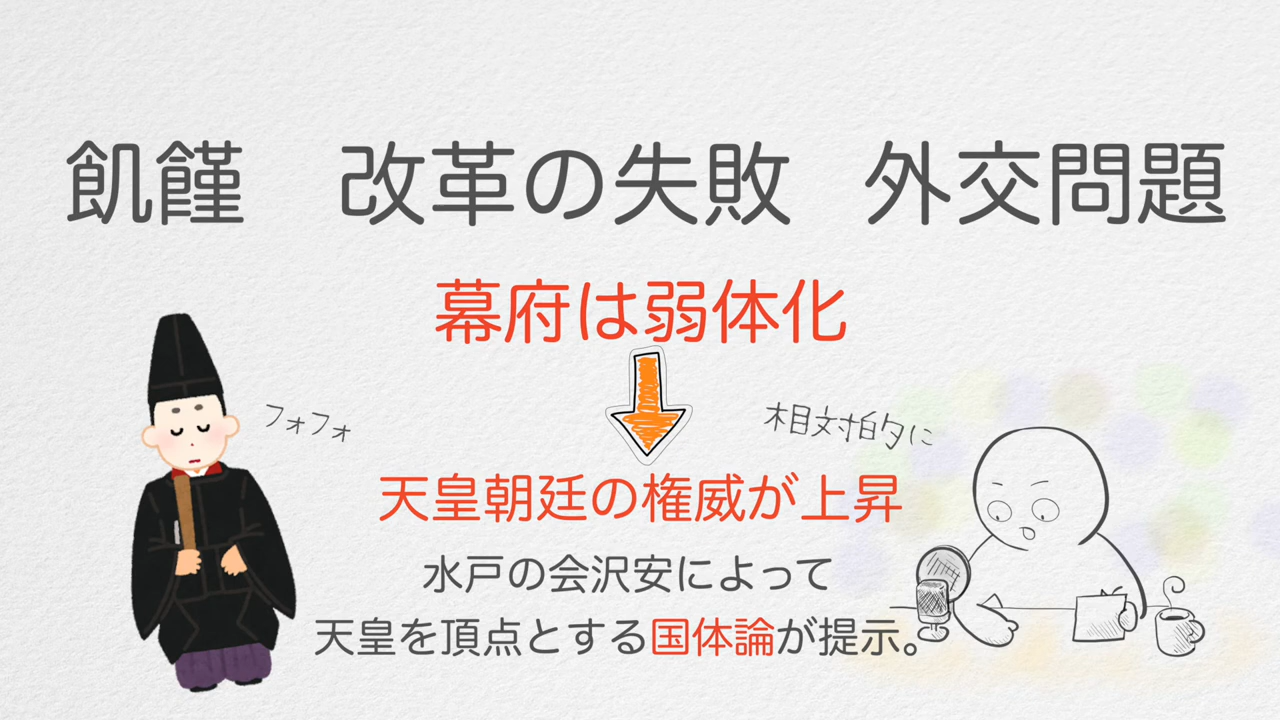 飢饉 改革の失敗 外交問題
幕府は弱体化
フォフォ
相対的に
天皇朝廷の権威が上昇
水戸の会沢安によって
天皇を頂点とする国体論が提示。